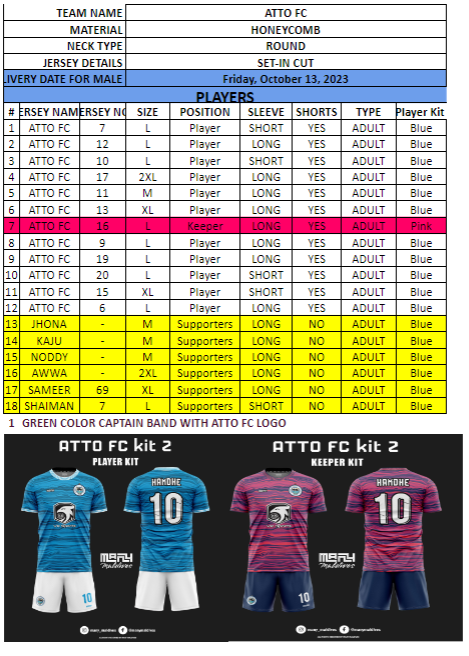 TEAM NAME ATTO FC
MATERIAL HONEYCOMB
NECK TYPE ROUND
JERSEY DETAILS SET-IN CUT
LIVERY DATE FOR MALE Friday, October 13, 2023
PLAYERS
# ERSEY NAM ERSEY NO SIZE POSITION SLEEVE SHORTS TYPE Player Kit
1 ATTO FC 7 L Player SHORT YES ADULT Blue
2 ATTO FC 12 L Player LONG YES ADULT Blue
3 ATTO FC 10 L Player SHORT YES ADULT Blue
4 ATTO FC 17 2XL Player LONG YES ADULT Blue
5 ATTO FC 11 M Player LONG YES ADULT Blue
6 ATTO FC 13 XL Player LONG YES ADULT Blue
7 ATTO FC 16 L Keeper LONG YES ADULT Pink
8 ATTO FC 9 L Player LONG YES ADULT Blue
9 ATTO FC 19 L Player LONG YES ADULT Blue
10 ATTO FC 20 L Player SHORT YES ADULT Blue
11 ATTO FC 15 XL Player SHORT YES ADULT Blue
12 ATTO FC 6 L Player LONG YES ADULT Blue
13 JHONA - M Supporters LONG NO ADULT Blue
14 KAJU - M Supporters LONG NO ADULT Blue
15 NODDY - M Supporters LONG NO ADULT Blue
16 AWWA - 2XL Supporters LONG NO ADULT Blue
17 SAMEER 69 XL Supporters LONG NO ADULT Blue
18 SHAIMAN 7 L Supporters SHORT NO ADULT Blue
1 GREEN COLOR CAPTAIN BAND WITH ATTO FC LOGO
ATTO FC kit 2
PLAYER KIT
HAMDHE
10
10
Maldives
ATTO FC kit 2
KEEPER KIT
HAMDHE
10
10
Maldives